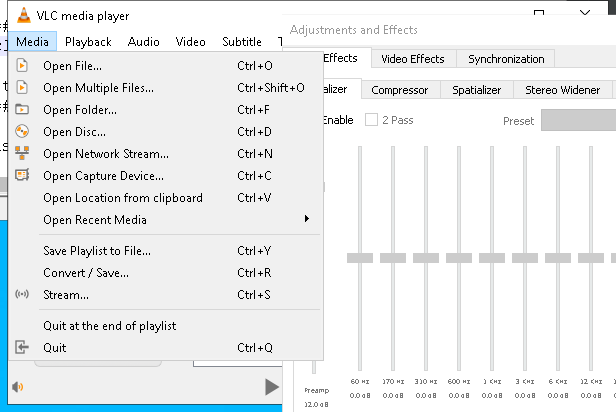 VLC media player
Adjustments and Effects
Media Playback Audio Video Subtitle
Effects Video Effects Synchronization
Compressor Spatializer Stereo Widener
Enable 2 Pass Preset
Open File... Ctrl+O
Open Multiple Files... Ctrl+Shift+O
Open Folder... Ctrl+F
Open Disc... Ctrl+D
Open Network Stream... Ctrl+N
Open Capture Device... Ctrl+C
Open Location from clipboard Ctrl+V
Open Recent Media
Save Playlist to File... Ctrl+Y
Convert / Save... Ctrl+R
Stream... Ctrl+S
Quit at the end of playlist
Quit Ctrl+Q
60 Hz 170 Hz 310 Hz 600 Hz 1 KHz 3 KHz 6 KHz 12 KHz
Preamp
0.0 dB 0.0 dB 0.0 dB 0.0 dB 0.0 dB 0.0 dB 0.0 dB 0.0 dB
12.0 dB